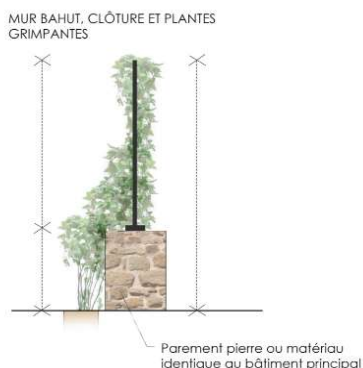 MUR BAHUT, CLÔTURE ET PLANTES
GRIMPANTES
Parement pierre ou matériau
identique au bâtiment principal